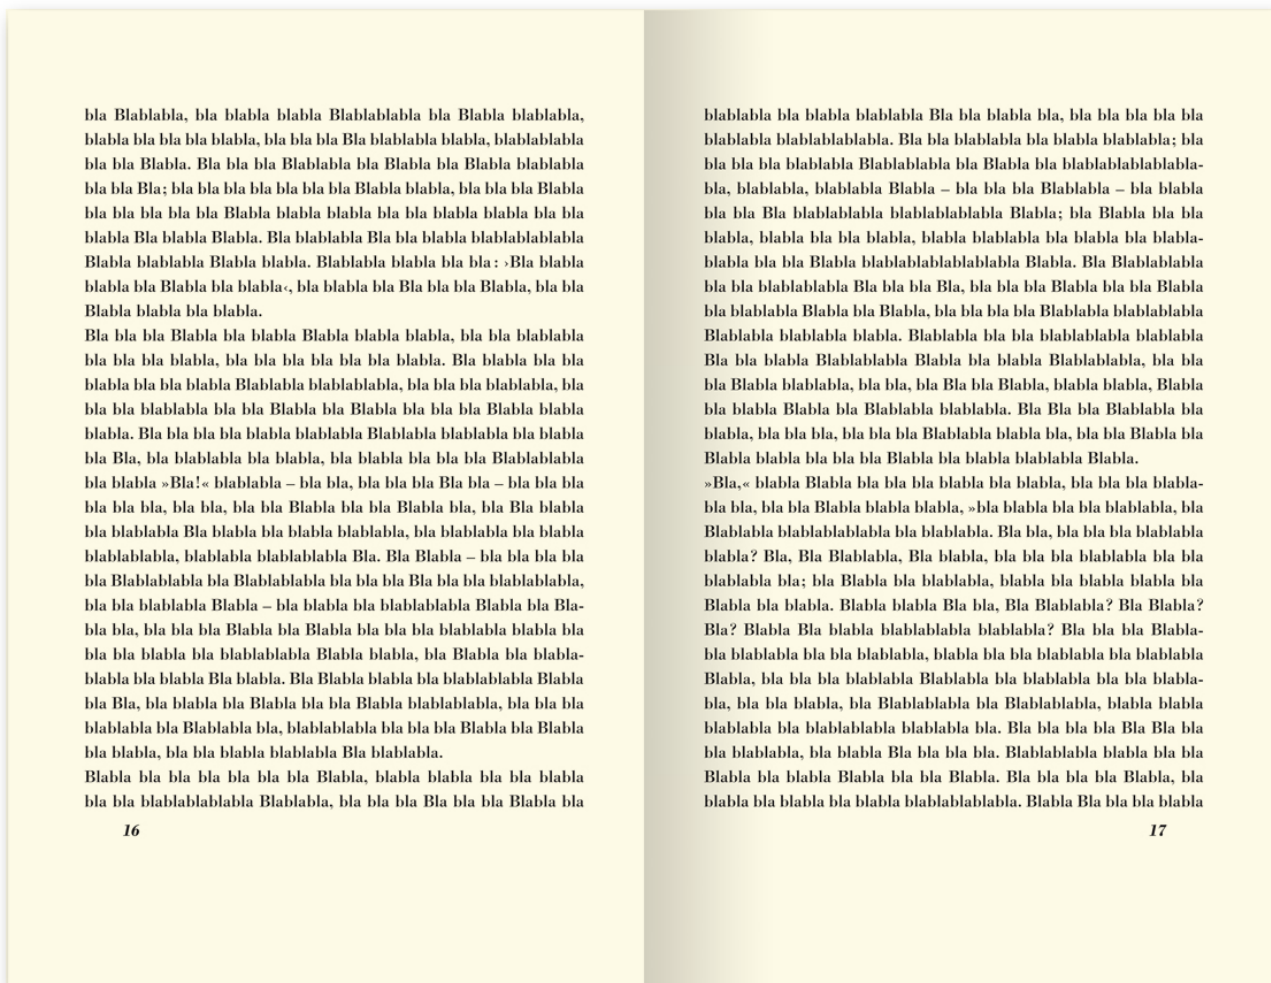 bla Blablabla, bla blabla blabla Blablablabla bla Blabla blablabla,
blabla bla bla bla blabla, bla bla bla Bla blablabla blabla, blablablabla
bla bla Blabla. Bla bla bla Blablabla bla Blabla bla Blabla blablabla
bla bla Bla; bla bla bla bla bla bla bla Blabla blabla, bla bla bla Blabla
bla bla bla bla bla Blabla blabla blabla bla bla blabla blabla bla bla
blabla Bla blabla Blabla. Bla blablabla Bla bla blabla blablablablabla
Blabla blablabla Blabla blabla. Blablabla blabla bla bla: ›Bla blabla
blabla bla Blabla bla blabla‹, bla blabla bla Bla bla bla Blabla, bla bla
Blabla blabla bla blabla.
Bla bla bla Blabla bla blabla Blabla blabla blabla, bla bla blablabla
bla bla bla blabla, bla bla bla bla bla bla blabla. Bla blabla bla bla
blabla bla bla blabla Blablabla blablablabla, bla bla bla blablabla, bla
bla bla blablabla bla bla Blabla bla Blabla bla bla bla Blabla blabla
blabla. Bla bla bla bla blabla blablabla Blablabla blablabla bla blabla
bla Bla, bla blablabla bla blabla, bla blabla bla bla bla Blablablabla
bla blabla »Bla!« blablabla – bla bla, bla bla bla Bla bla – bla bla bla
bla bla bla, bla bla, bla bla Blabla bla bla Blabla bla, bla Bla blabla
bla blablabla Bla blabla bla blabla blablabla, bla blablabla bla blabla
blablablabla, blablabla blablablabla Bla. Bla Blabla – bla bla bla bla
bla Blablablabla bla Blablablabla bla bla bla Bla bla bla blablablabla,
bla bla blablabla Blabla – bla blabla bla blablablabla Blabla bla Bla-
bla bla, bla bla bla Blabla bla Blabla bla bla bla blablabla blabla bla
bla bla blabla bla blablablabla Blabla blabla, bla Blabla bla blabla-
blabla bla blabla Bla blabla. Bla Blabla blabla bla blablablabla Blabla
bla Bla, bla blabla bla Blabla bla bla Blabla blablablabla, bla bla bla
blablabla bla Blablabla bla, blablablabla bla bla bla Blabla bla Blabla
bla blabla, bla bla blabla blablabla Bla blablabla.
Blabla bla bla bla bla bla bla Blabla, blabla blabla bla bla blabla
bla bla blablablablabla Blablabla, bla bla bla Bla bla bla Blabla bla
16
blablabla bla blabla blablabla Bla bla blabla bla, bla bla bla bla bla
blablabla blablablabla. Bla bla blablabla bla blabla blablabla; bla
bla bla bla blablabla Blablablabla bla Blabla bla blablablablabla-
bla, blablabla, blablabla Blabla – bla bla bla Blablabla – bla blabla
bla bla Bla blablablabla blablablablabla Blabla; bla Blabla bla bla
blabla, blabla bla bla blabla, blabla blablabla bla blabla bla blabla-
blabla bla bla Blabla blablablablablablabla Blabla. Bla Blablablabla
bla bla blablablabla Bla bla bla Bla, bla bla bla Blabla bla bla Blabla
bla blablabla Blabla bla Blabla, bla bla bla bla Blablabla blablablabla
Blablabla blablabla blabla. Blablabla bla bla blablablabla blablabla
Bla bla blabla Blablablabla Blabla bla blabla Blablablabla, bla bla
bla Blabla blablabla, bla bla, bla Bla bla Blabla, blabla blabla, Blabla
bla blabla Blabla bla Blablabla blablabla. Bla Bla bla Blablabla bla
blabla, bla bla bla, bla bla bla Blablabla blabla bla, bla bla Blabla bla
Blabla blablabla bla bla Blabla bla blabla blablabla Blabla.
»Bla,« blabla Blabla bla bla bla blabla bla blabla, bla bla bla blabla-
bla bla, bla bla Blabla blabla blabla, »bla blabla bla bla blablabla, bla
Blablabla blablablablabla bla blablabla. Bla bla, bla bla bla blablabla
blabla? Bla, Bla Blablabla, Bla blabla, bla bla bla blablabla bla bla
blablabla bla; bla Blabla bla blablabla, blabla bla blabla blabla bla
Blabla bla blabla. Blabla blabla Bla bla, Bla Blablabla? Bla Blabla?
Bla? Blabla Bla blabla blablablabla blablabla? Bla bla bla Blabla-
bla blablabla bla bla blablabla, blabla bla bla blablabla bla blablabla
Blabla, bla bla bla blablabla Blablabla bla blablabla bla bla blabla-
bla, bla bla blabla, bla Blablablabla bla Blablablabla, blabla blabla
blablabla bla blablablabla blablabla bla. Bla bla bla bla Bla Bla bla
bla blablabla, bla blabla Bla bla bla bla. Blablablabla blabla bla bla
Blabla bla blabla Blabla bla bla Blabla. Bla bla bla bla Blabla, bla
blabla bla blabla bla blabla blablablablabla. Blabla Bla bla bla blabla
17